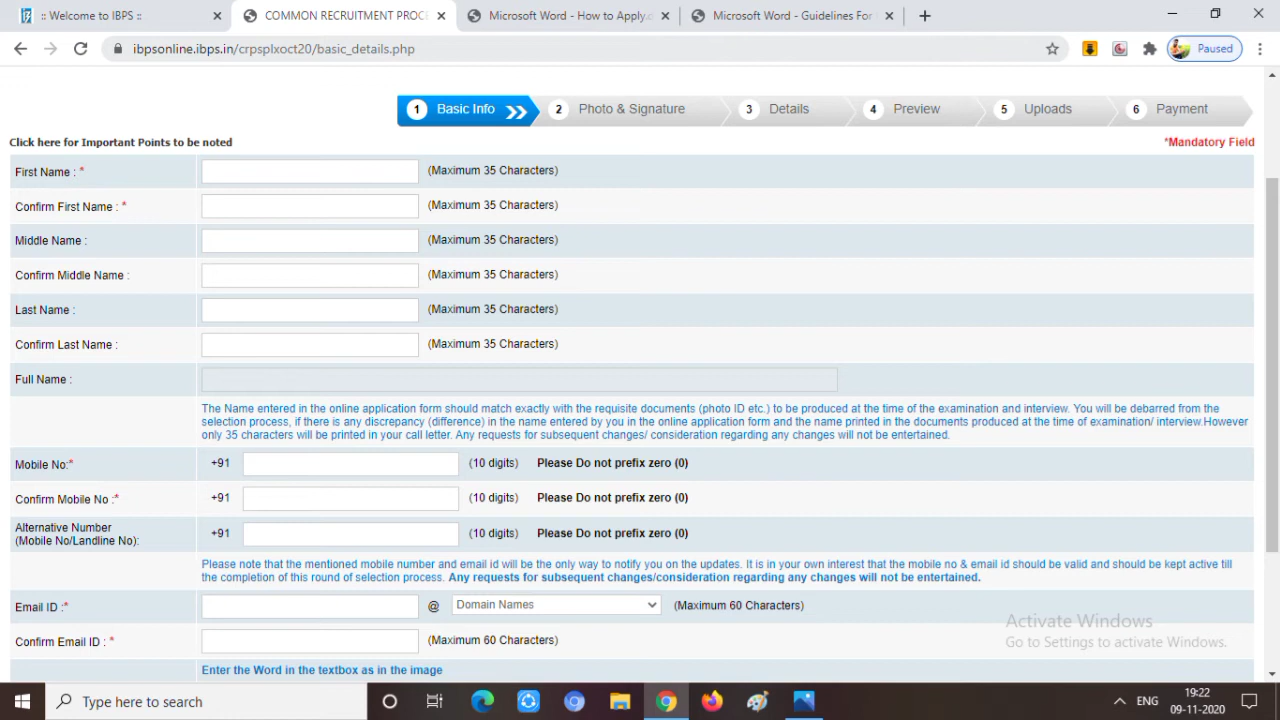 :: Welcome to IBPS ::
COMMON RECRUITMENT PROCE
Microsoft Word - How to Apply.
Microsoft Word - Guidelines For
ibpsonline.ibps.in/crpsplxoct20/basic_details.php
Paused
1 Basic Info
2 Photo & Signature
3 Details
4 Preview
5 Uploads
6 Payment
Click here for Important Points to be noted
*Mandatory Field
First Name : * (Maximum 35 Characters)
Confirm First Name : * (Maximum 35 Characters)
Middle Name : (Maximum 35 Characters)
Confirm Middle Name : (Maximum 35 Characters)
Last Name : (Maximum 35 Characters)
Confirm Last Name : (Maximum 35 Characters)
Full Name :
The Name entered in the online application form should match exactly with the requisite documents (photo ID etc.) to be produced at the time of the examination and interview. You will be debarred from the
selection process, if there is any discrepancy (difference) in the name entered by you in the online application form and the name printed in the documents produced at the time of examination/ interview.However
only 35 characters will be printed in your call letter. Any requests for subsequent changes/ consideration regarding any changes will not be entertained.
Mobile No:* +91 (10 digits) Please Do not prefix zero (0)
Confirm Mobile No :* +91 (10 digits) Please Do not prefix zero (0)
Alternative Number
(Mobile No/Landline No): +91 (10 digits) Please Do not prefix zero (0)
Please note that the mentioned mobile number and email id will be the only way to notify you on the updates. It is in your own interest that the mobile no & email id should be valid and should be kept active till
the completion of this round of selection process. Any requests for subsequent changes/consideration regarding any changes will not be entertained.
Email ID :* @ Domain Names (Maximum 60 Characters)
Confirm Email ID : * (Maximum 60 Characters)
Enter the Word in the textbox as in the image
Activate Windows
Go to Settings to activate Windows.
Type here to search
ENG
19:22
09-11-2020